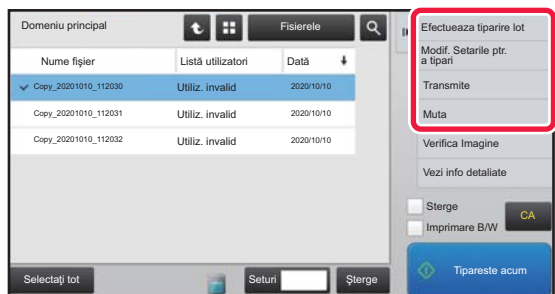 Domeniu principal
Fisierele
Nume fişier Listă utilizatori Dată
Copy_20201010_112030 Utiliz. invalid 2020/10/10
Copy_20201010_112031 Utiliz. invalid 2020/10/10
Copy_20201010_112032 Utiliz. invalid 2020/10/10
Selectaţi tot
Seturi
Şterge
Efectueaza tiparire lot
Modif. Setarile ptr.
a tipari
Transmite
Muta
Verifica Imagine
Vezi info detaliate
Sterge
Imprimare B/W
CA
Tipareste acum